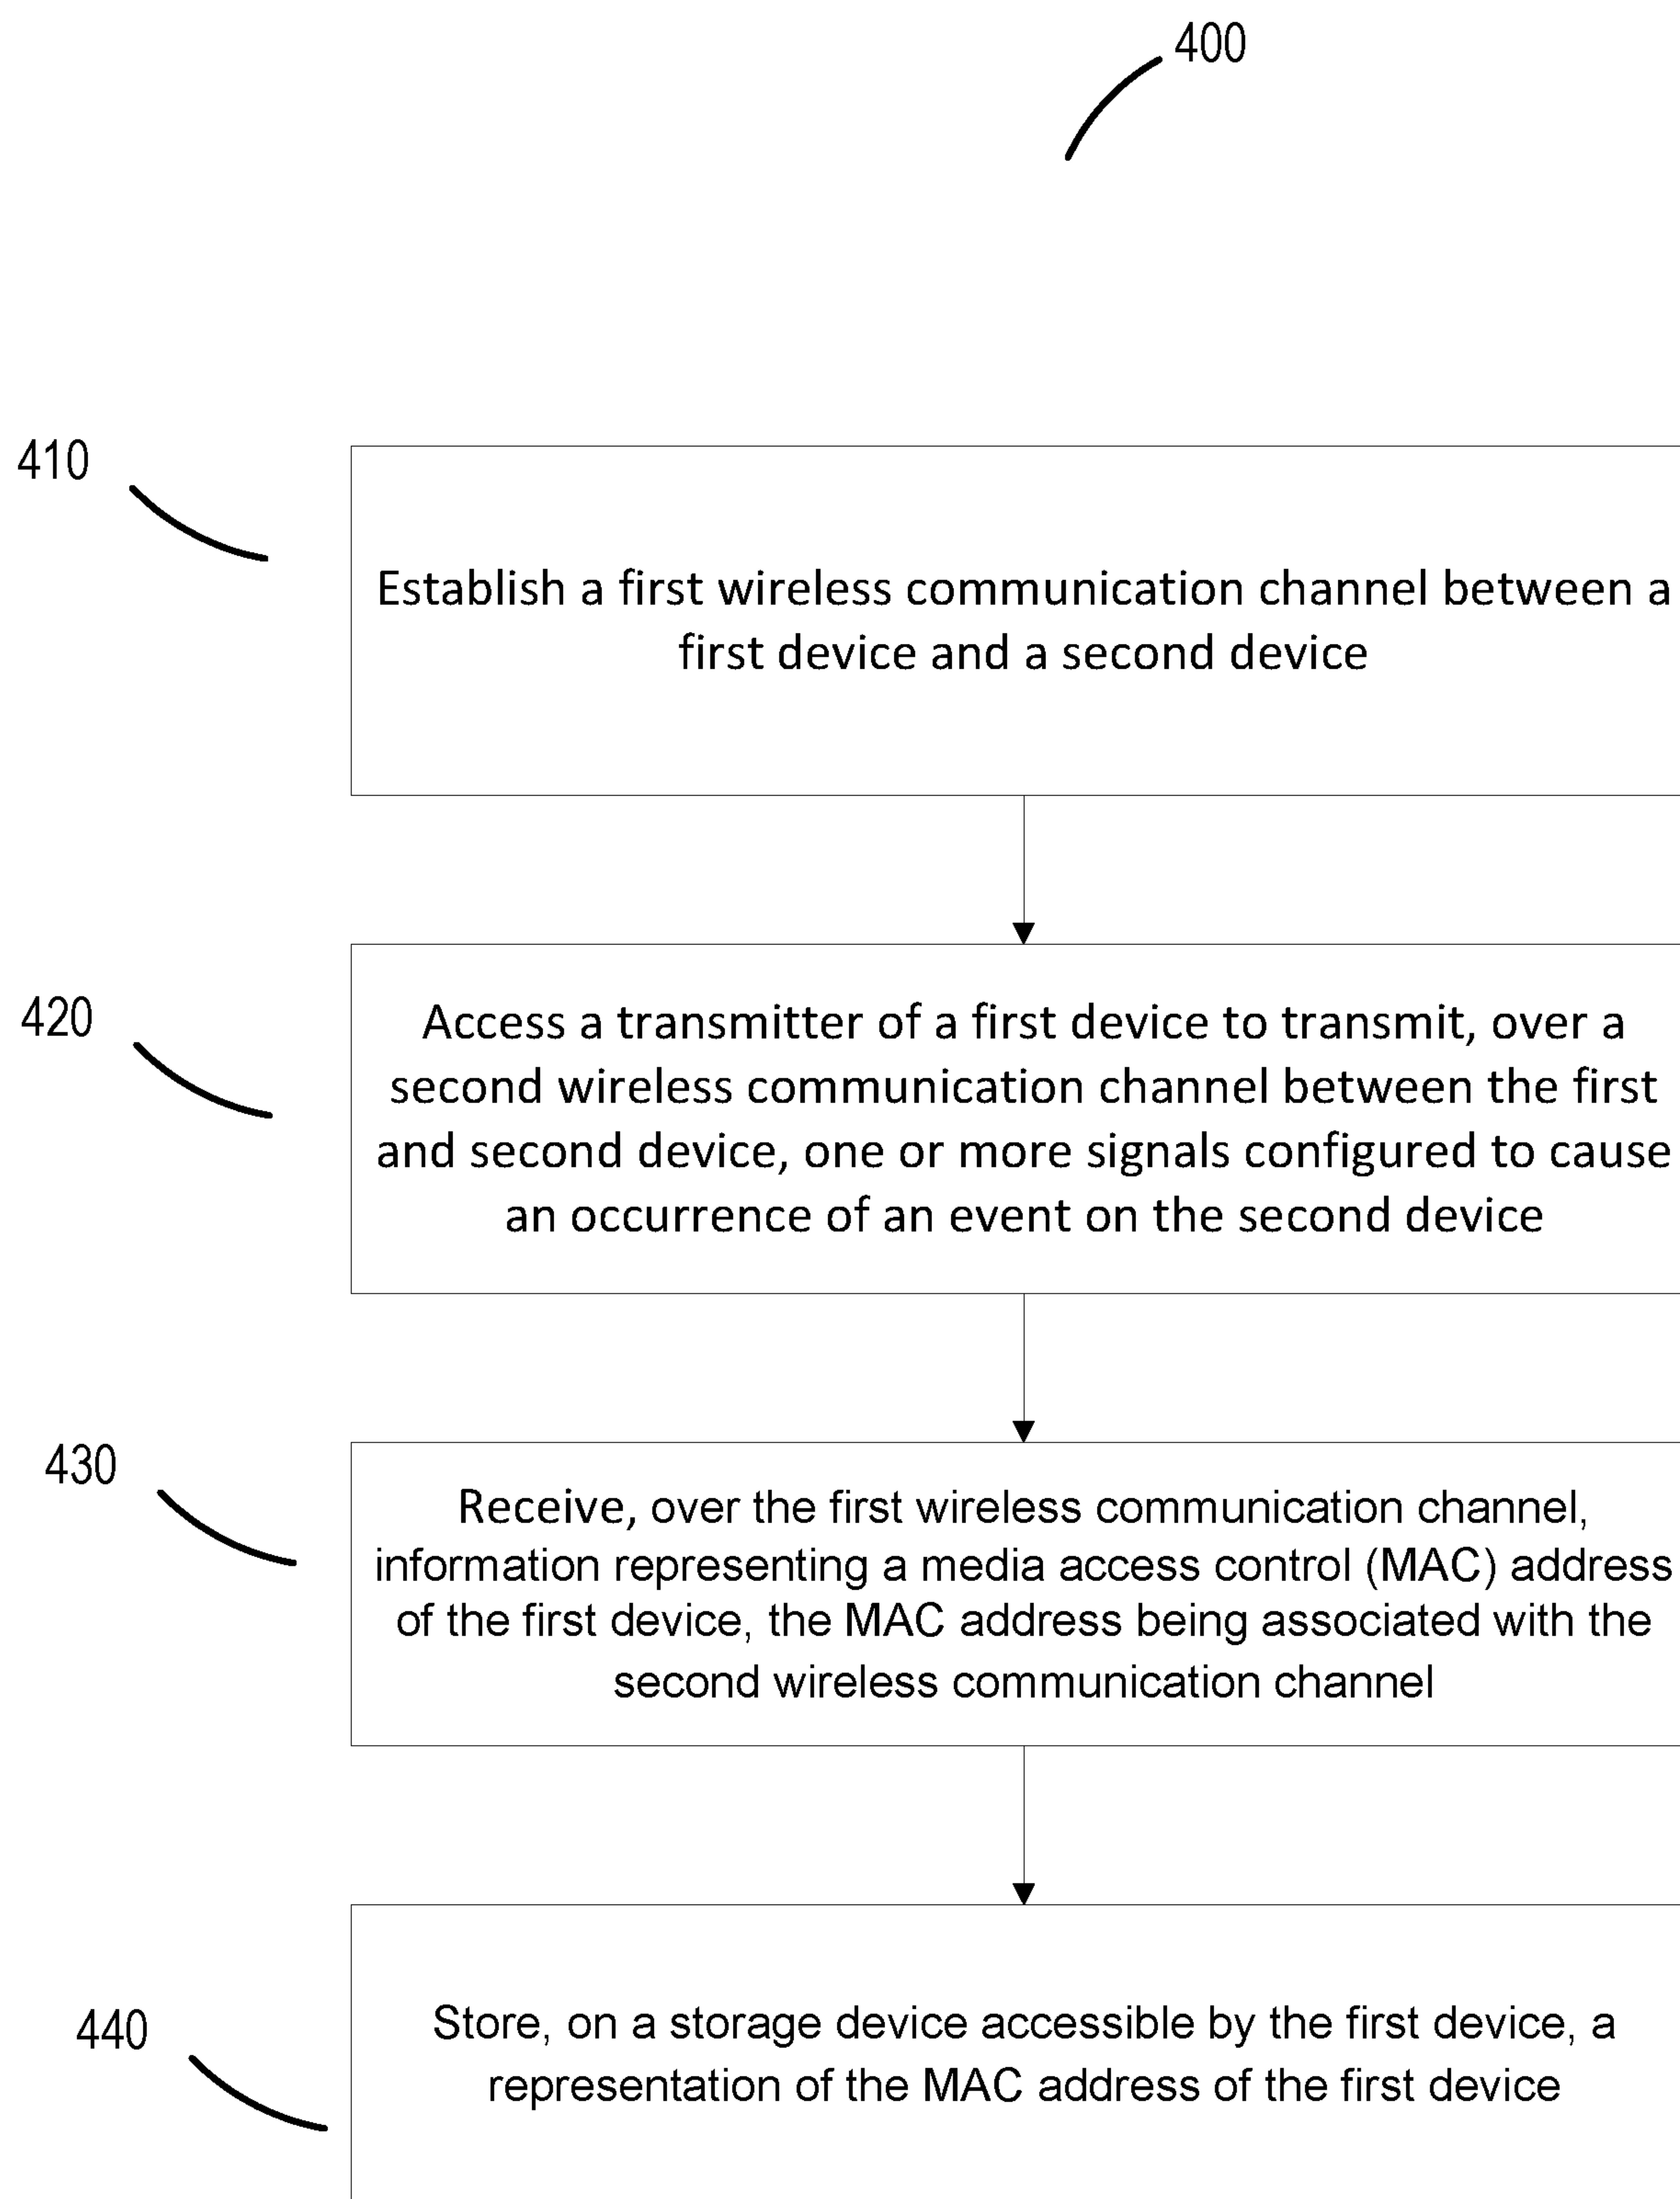 400
410
Establish a first wireless communication channel between a
first device and a second device
420
Access a transmitter of a first device to transmit, over a
second wireless communication channel between the first
and second device, one or more signals configured to cause
an occurrence of an event on the second device
430
Receive, over the first wireless communication channel,
information representing a media access control (MAC) address
of the first device, the MAC address being associated with the
second wireless communication channel
440
Store, on a storage device accessible by the first device, a
representation of the MAC address of the first device